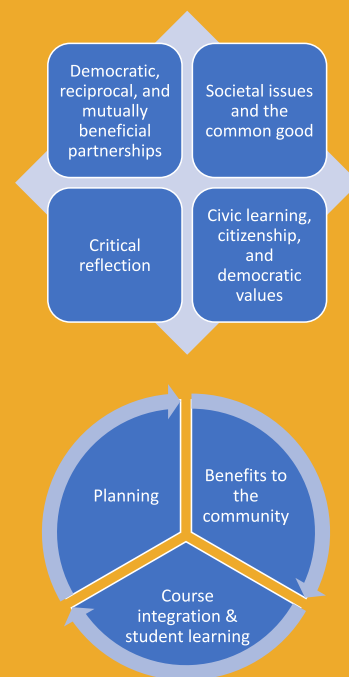 Democratic,
reciprocal, and
mutually
beneficial
partnerships
Societal issues
and the
common good
Critical
reflection
Civic learning,
citizenship,
and
democratic
values
Planning
Benefits to
the
community
Course
integration &
student learning